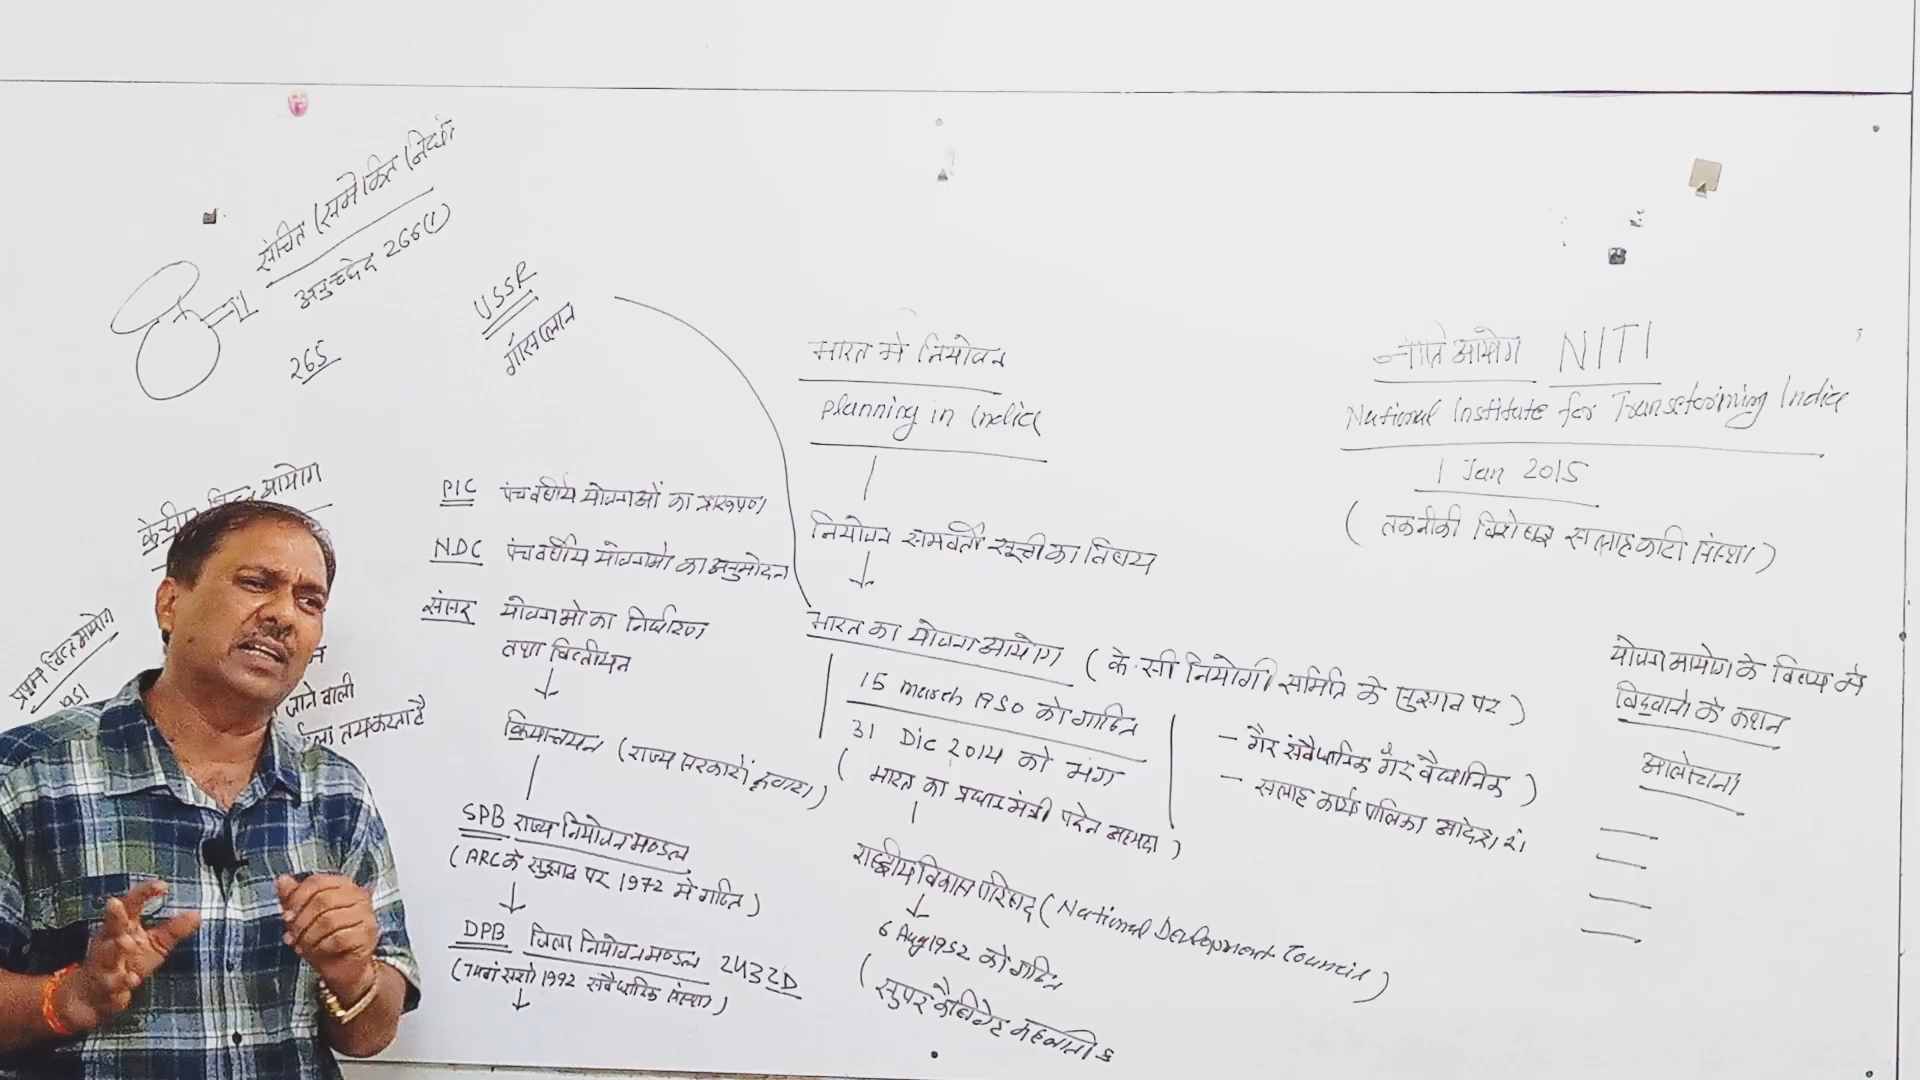 संचित (समेकित निधि)
अनुच्छेद 266(1)
265
USSR
गॉसप्लान
केन्द्रीय वित्त आयोग
प्रथम वित्त आयोग
1951
जाने वाली
तय करता है
PIC पंचवर्षीय योजनाओं का प्रारूपण
NDC पंचवर्षीय योजनाओं का अनुमोदन
संसद योजनाओं का निर्धारण
तथा वित्तीयन
क्रियान्वयन (राज्य सरकारों द्वारा)
SPB राज्य नियोजन मण्डल
(ARC के सुझाव पर 1972 में गठित)
DPB जिला नियोजन मण्डल 243ZD
(74वां संशो 1992 संवैधानिक संस्था)
भारत में नियोजन
Planning in India
नियोजन समवर्ती सूची का विषय
भारत का योजना आयोग (के.सी नियोगी समिति के सुझाव पर)
15 march 1950 को गठित
31 Dic 2014 को भंग
(भारत का प्रधानमंत्री पदेन अध्यक्ष)
- गैर संवैधानिक गैर वैधानिक)
- सलाह कार्यपालिका आदेश से
राष्ट्रीय विकास परिषद (National Development Council)
6 Aug 1952 को गठित
(सुपर कैबिनेट कहलाती है
नीति आयोग NITI
National Institute for Transforming India
1 Jan 2015
(तकनीकी विशेषज्ञ सलाहकारी संस्था)
योजना आयोग के विषय में
विद्वानों के कथन
आलोचना